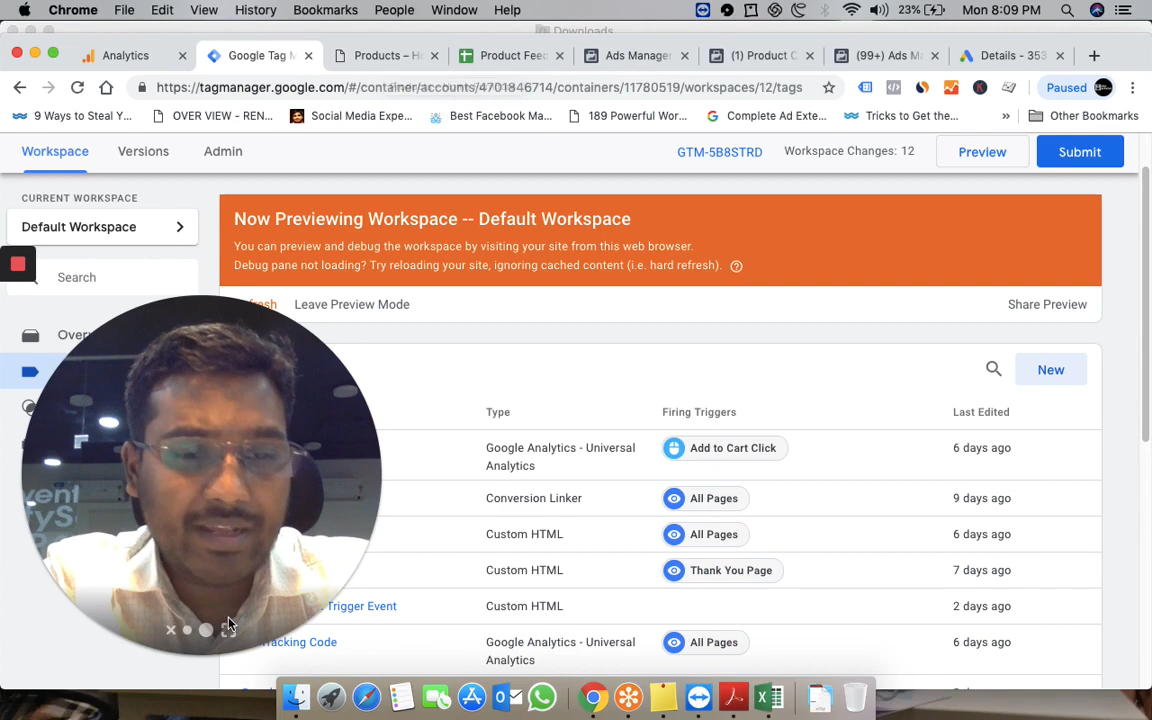 Chrome File Edit View History Bookmarks People Window Help 23% Mon 8:09 PM
Downloads
Analytics Google Tag M Products – Ho Product Fee Ads Manager (1) Product C (99+) Ads Ma Details - 353
https://tagmanager.google.com/#/container/accounts/4701846714/containers/11780519/workspaces/12/tags Paused
9 Ways to Steal Y... OVER VIEW - REN... Social Media Expe... Best Facebook Ma... 189 Powerful Wor... Complete Ad Exte... Tricks to Get the... » Other Bookmarks
Workspace Versions Admin GTM-5B8STRD Workspace Changes: 12 Preview Submit
CURRENT WORKSPACE
Default Workspace
Search
Now Previewing Workspace -- Default Workspace
You can preview and debug the workspace by visiting your site from this web browser.
Debug pane not loading? Try reloading your site, ignoring cached content (i.e. hard refresh).
fresh Leave Preview Mode Share Preview
Over
New
Type Firing Triggers Last Edited
Google Analytics - Universal Analytics Add to Cart Click 6 days ago
Conversion Linker All Pages 9 days ago
Custom HTML All Pages 6 days ago
Custom HTML Thank You Page 7 days ago
Trigger Event Custom HTML 2 days ago
Tracking Code Google Analytics - Universal Analytics All Pages 6 days ago